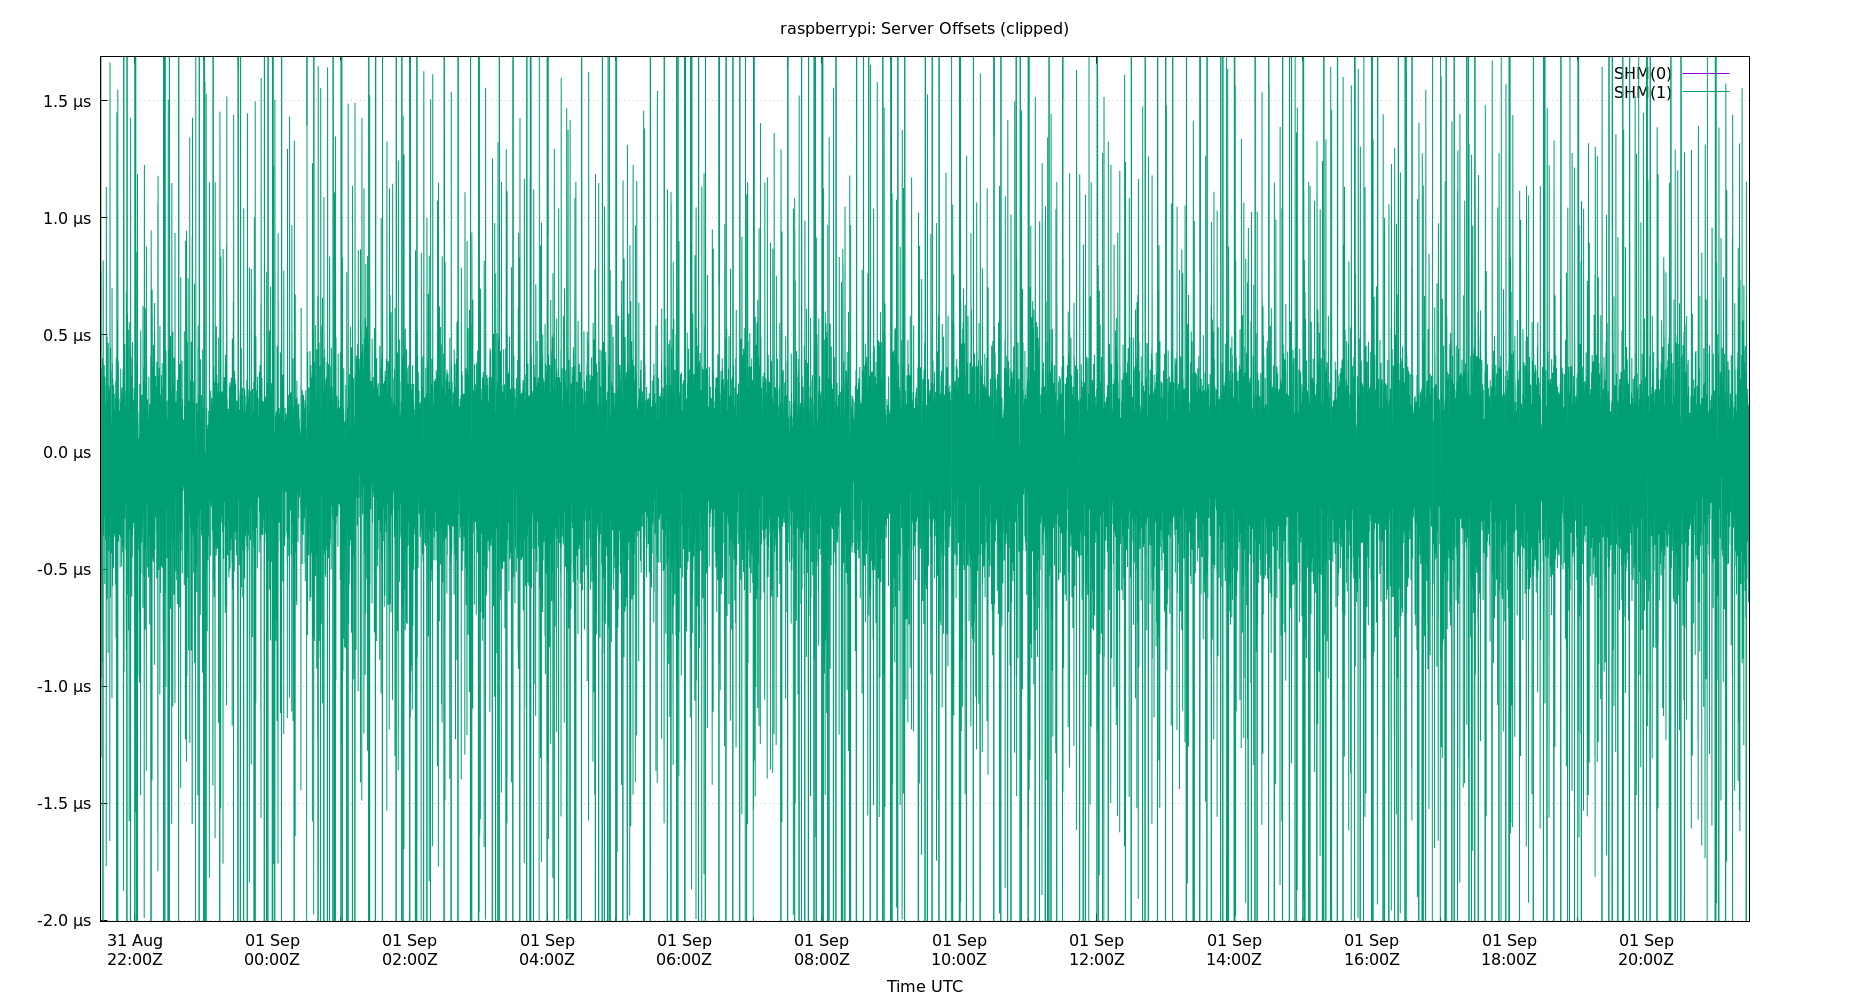 raspberrypi: Server Offsets (clipped)
SHM(0)
SHM(1)
1.5 µs
1.0 µs
0.5 µs
0.0 µs
-0.5 µs
-1.0 µs
-1.5 µs
-2.0 µs
31 Aug 01 Sep 01 Sep 01 Sep 01 Sep 01 Sep 01 Sep 01 Sep 01 Sep 01 Sep 01 Sep 01 Sep
22:00Z 00:00Z 02:00Z 04:00Z 06:00Z 08:00Z 10:00Z 12:00Z 14:00Z 16:00Z 18:00Z 20:00Z
Time UTC